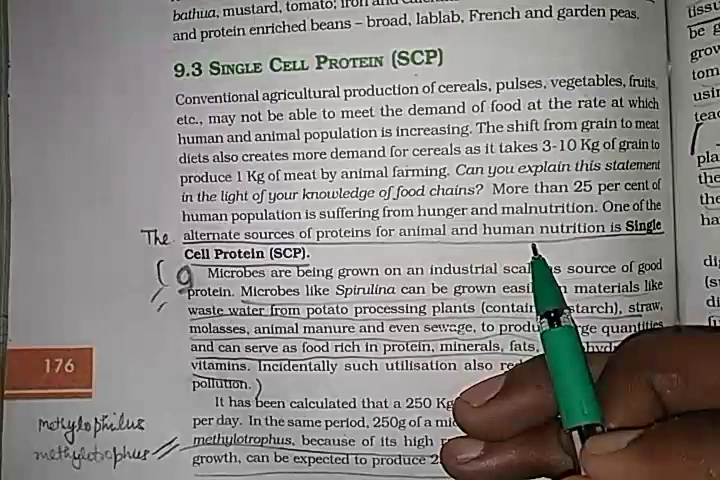 bathua, mustard, tomato; iron and
and protein enriched beans – broad, lablab, French and garden peas.
9.3 SINGLE CELL PROTEIN (SCP)
Conventional agricultural production of cereals, pulses, vegetables, fruits,
etc., may not be able to meet the demand of food at the rate at which
human and animal population is increasing. The shift from grain to meat
diets also creates more demand for cereals as it takes 3-10 Kg of grain to
produce 1 Kg of meat by animal farming. Can you explain this statement
in the light of your knowledge of food chains? More than 25 per cent of
human population is suffering from hunger and malnutrition. One of the
The alternate sources of proteins for animal and human nutrition is Single
Cell Protein (SCP).
Microbes are being grown on an industrial source of good
protein. Microbes like Spirulina can be grown materials like
waste water from potato processing plants starch), straw,
molasses, animal manure and even sewage, to quantities
and can serve as food rich in protein, minerals, fats,
vitamins. Incidentally such utilisation also
pollution.
176
It has been calculated that a 250 Kg
per day. In the same period, 250g of a
methylophilus
methylotrophus
methylotrophus, because of its high
growth, can be expected to produce
be
the
the
ha